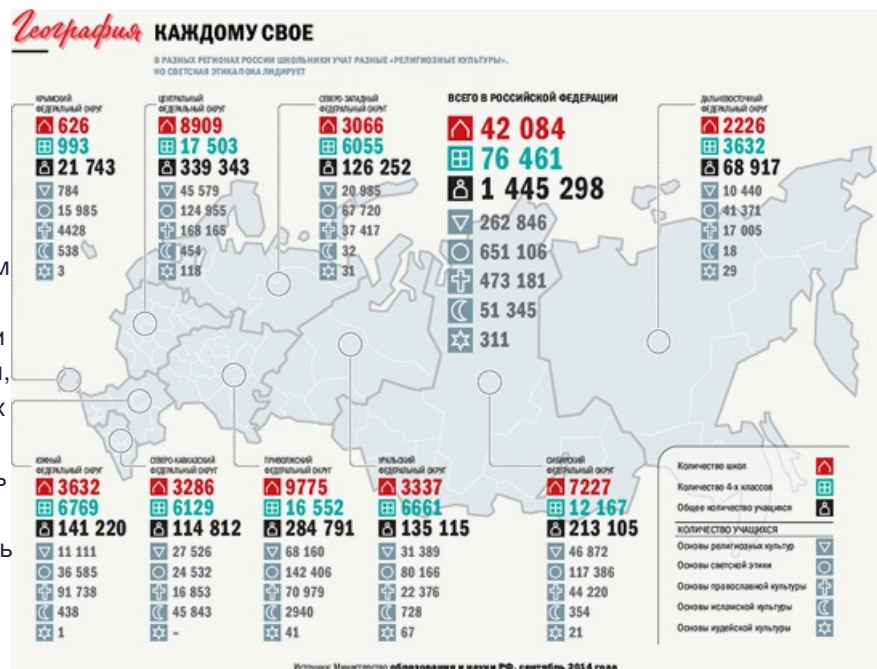 География КАЖДОМУ СВОЕ
В РАЗНЫХ РЕГИОНАХ РОССИИ ШКОЛЬНИКИ УЧАТ РАЗНЫЕ «РЕЛИГИОЗНЫЕ КУЛЬТУРЫ».
НО СВЕТСКАЯ ЭТИКА ПОКА ЛИДИРУЕТ
КРЫМСКИЙ
ФЕДЕРАЛЬНЫЙ ОКРУГ
626
993
21 743
784
15 985
4428
538
3
ЦЕНТРАЛЬНЫЙ
ФЕДЕРАЛЬНЫЙ ОКРУГ
8909
17 503
339 343
45 579
124 955
168 165
454
118
СЕВЕРО-ЗАПАДНЫЙ
ФЕДЕРАЛЬНЫЙ ОКРУГ
3066
6055
126 252
20 985
67 720
37 417
32
31
ВСЕГО В РОССИЙСКОЙ ФЕДЕРАЦИИ
42 084
76 461
1 445 298
262 846
651 106
473 181
51 345
311
ДАЛЬНЕВОСТОЧНЫЙ
ФЕДЕРАЛЬНЫЙ ОКРУГ
2226
3632
68 917
10 440
41 371
17 005
18
29
м
и
х
ь
ь
ЮЖНЫЙ
ФЕДЕРАЛЬНЫЙ ОКРУГ
3632
6769
141 220
11 111
36 585
91 738
438
1
СЕВЕРО-КАВКАЗСКИЙ
ФЕДЕРАЛЬНЫЙ ОКРУГ
3286
6129
114 812
27 526
24 532
16 853
45 843
–
ПРИВОЛЖСКИЙ
ФЕДЕРАЛЬНЫЙ ОКРУГ
9775
16 552
284 791
68 160
142 406
70 979
2940
41
УРАЛЬСКИЙ
ФЕДЕРАЛЬНЫЙ ОКРУГ
3337
6661
135 115
31 389
80 166
22 376
728
67
СИБИРСКИЙ
ФЕДЕРАЛЬНЫЙ ОКРУГ
7227
12 167
213 105
46 872
117 386
44 220
354
21
Количество школ
Количество 4-х классов
Общее количество учащихся
КОЛИЧЕСТВО УЧАЩИХСЯ
Основы религиозных культур
Основы светской этики
Основы православной культуры
Основы исламской культуры
Основы иудейской культуры
Источник: Министерство образования и науки РФ, сентябрь 2014 года